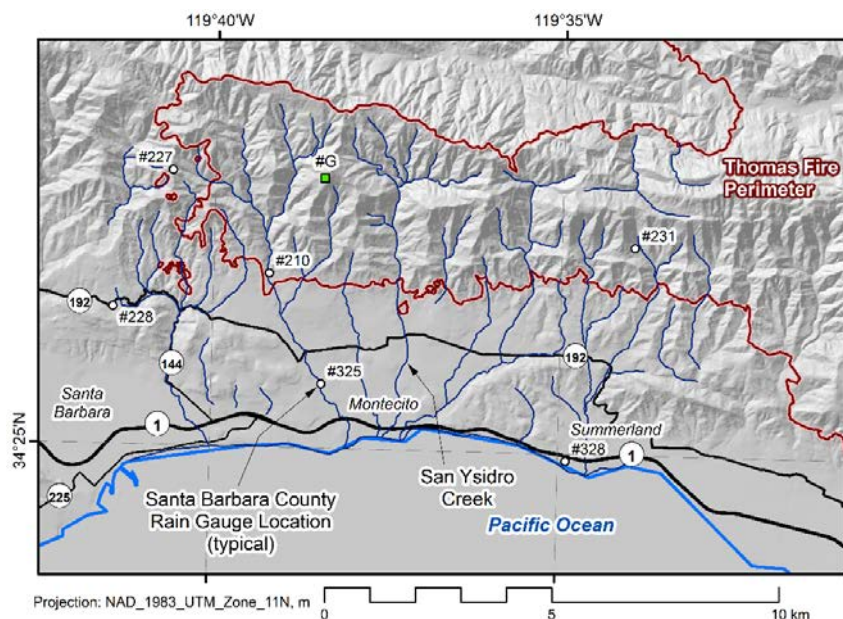 119°40'W
119°35'W
#227
#G
Thomas Fire
Perimeter
#231
#210
192
#228
144
#325
192
Santa
Barbara
Montecito
1
Summerland
34°25'N
#328
1
225
Santa Barbara County
Rain Gauge Location
(typical)
San Ysidro
Creek
Pacific Ocean
Projection: NAD_1983_UTM_Zone_11N, m
0
5
10 km